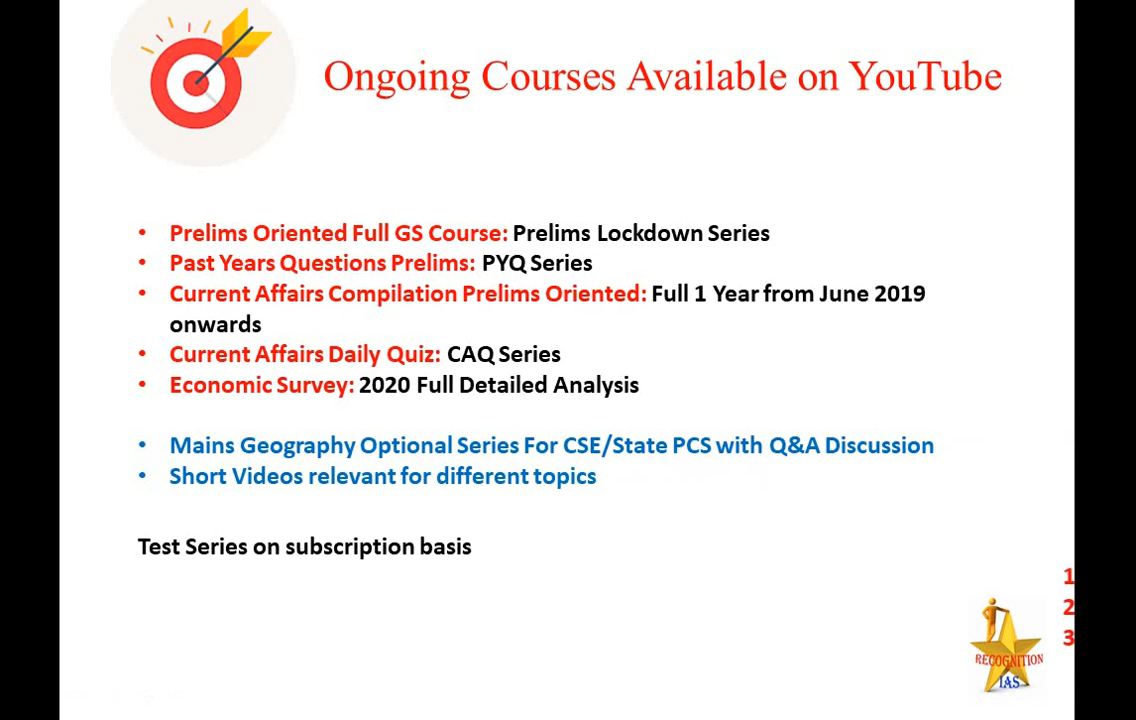 Ongoing Courses Available on YouTube
• Prelims Oriented Full GS Course: Prelims Lockdown Series
• Past Years Questions Prelims: PYQ Series
• Current Affairs Compilation Prelims Oriented: Full 1 Year from June 2019
onwards
• Current Affairs Daily Quiz: CAQ Series
• Economic Survey: 2020 Full Detailed Analysis
• Mains Geography Optional Series For CSE/State PCS with Q&A Discussion
• Short Videos relevant for different topics
Test Series on subscription basis
1
2
3
RECOGNITION
IAS